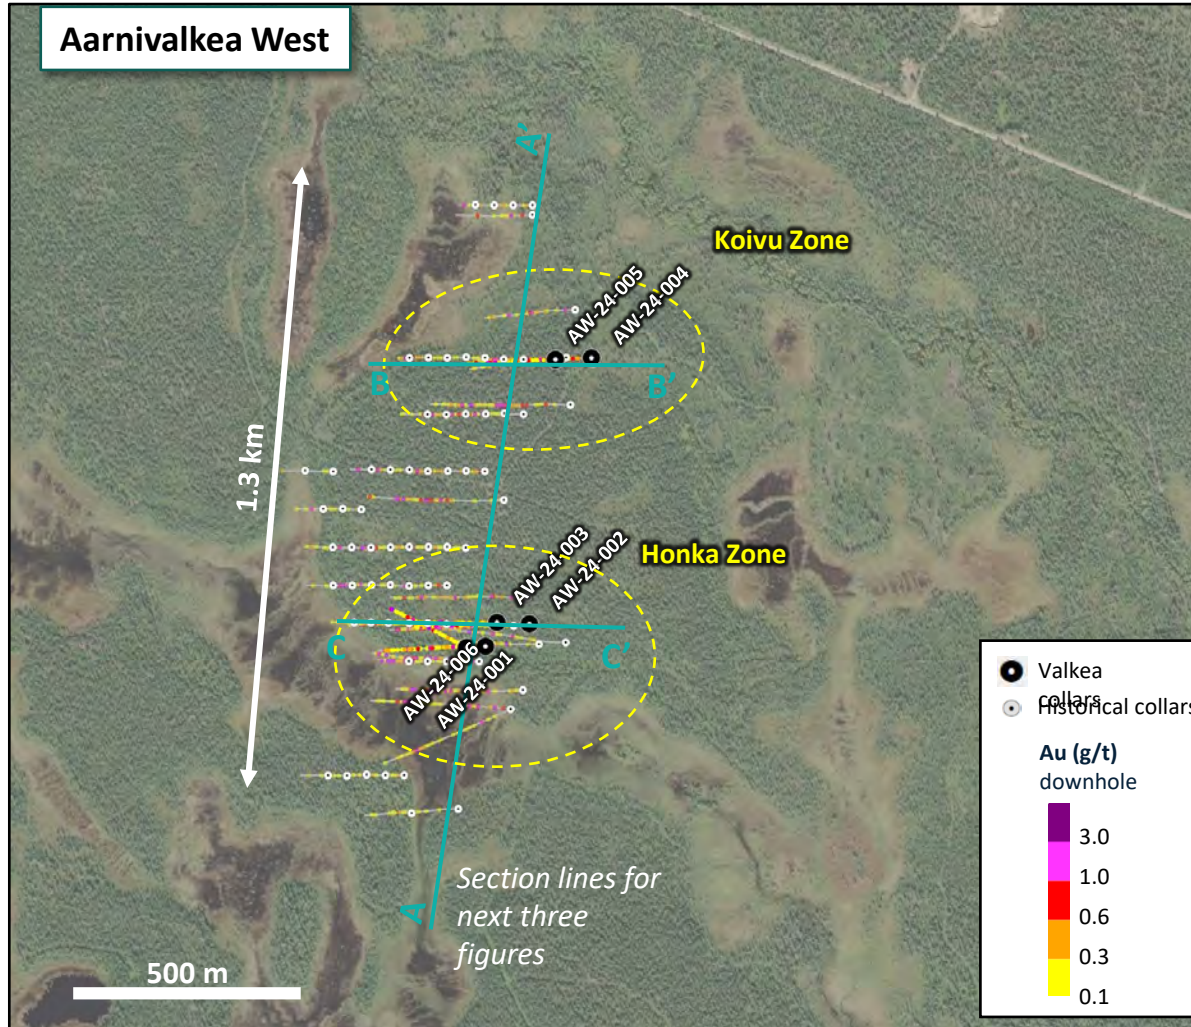 Aarnivalkea West
A'
Koivu Zone
AW-24-005
AW-24-004
B
B'
1.3 km
Honka Zone
AW-24-003
AW-24-002
C
C'
AW-24-006
AW-24-001
A
Section lines for
next three
figures
500 m
Valkea
collars
Historical collars
Au (g/t)
downhole
3.0
1.0
0.6
0.3
0.1